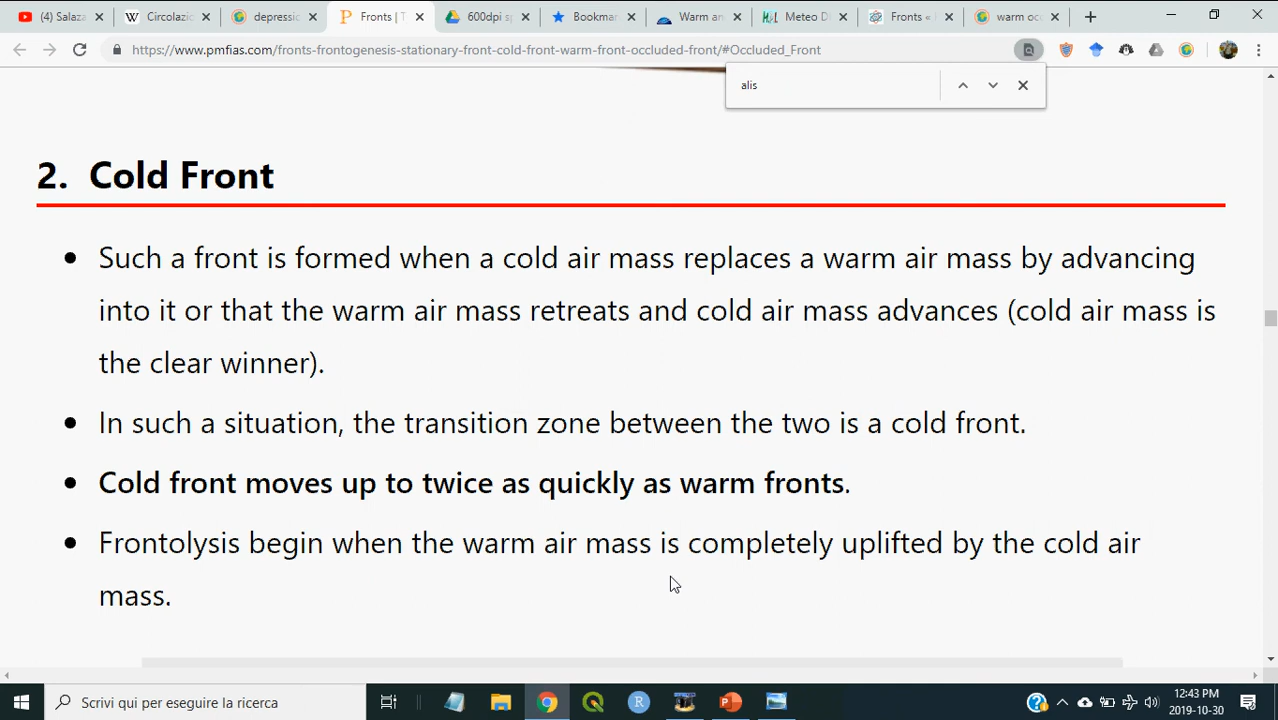 (4) Salaza
Circolazio
depressio
Fronts | T
600dpi sp
Bookmar
Warm an
Meteo D
Fronts «
warm occ
https://www.pmfias.com/fronts-frontogenesis-stationary-front-cold-front-warm-front-occluded-front/#Occluded_Front
alis
2. Cold Front
Such a front is formed when a cold air mass replaces a warm air mass by advancing
into it or that the warm air mass retreats and cold air mass advances (cold air mass is
the clear winner).
In such a situation, the transition zone between the two is a cold front.
Cold front moves up to twice as quickly as warm fronts.
Frontolysis begin when the warm air mass is completely uplifted by the cold air
mass.
Scrivi qui per eseguire la ricerca
12:43 PM
2019-10-30